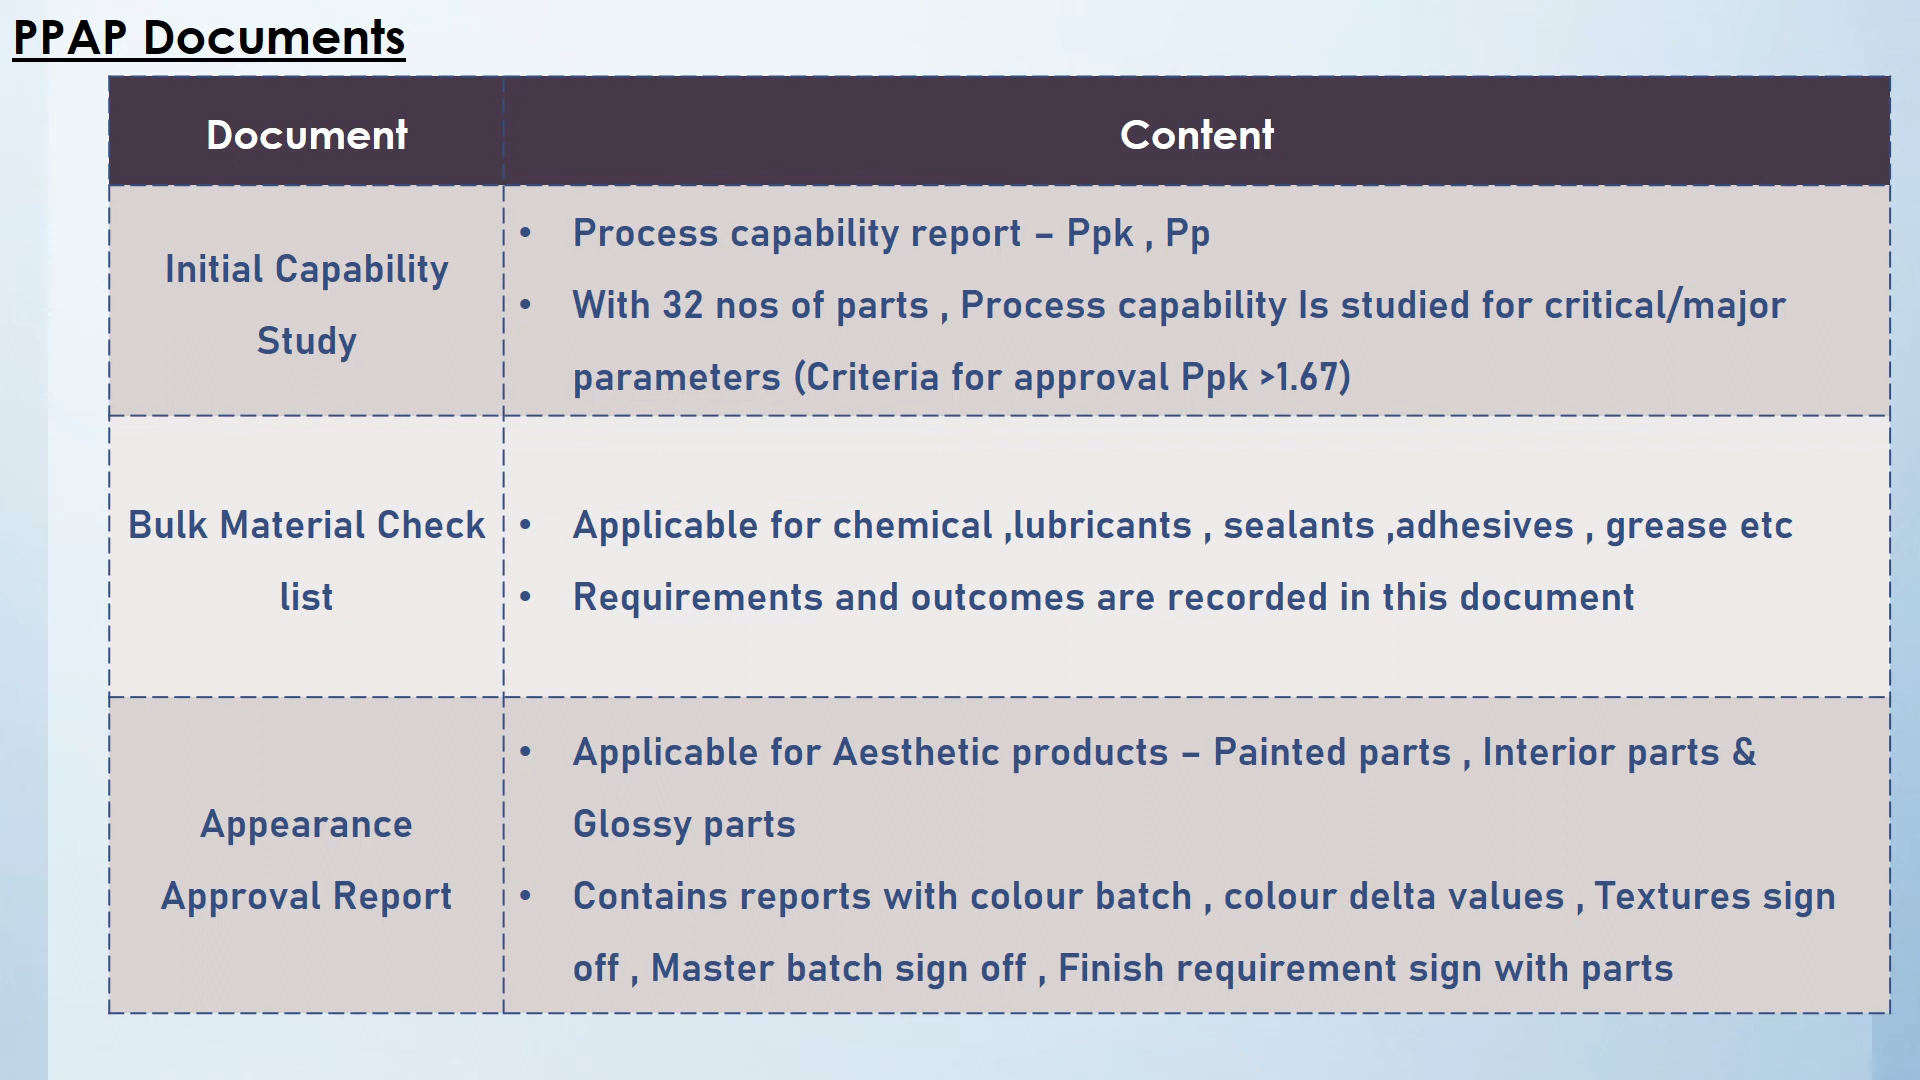 PPAP Documents
Document
Content
Initial Capability
Study
• Process capability report – Ppk , Pp
• With 32 nos of parts , Process capability Is studied for critical/major
parameters (Criteria for approval Ppk >1.67)
Bulk Material Check
list
• Applicable for chemical ,lubricants , sealants ,adhesives , grease etc
• Requirements and outcomes are recorded in this document
Appearance
Approval Report
• Applicable for Aesthetic products – Painted parts , Interior parts &
Glossy parts
• Contains reports with colour batch , colour delta values , Textures sign
off , Master batch sign off , Finish requirement sign with parts